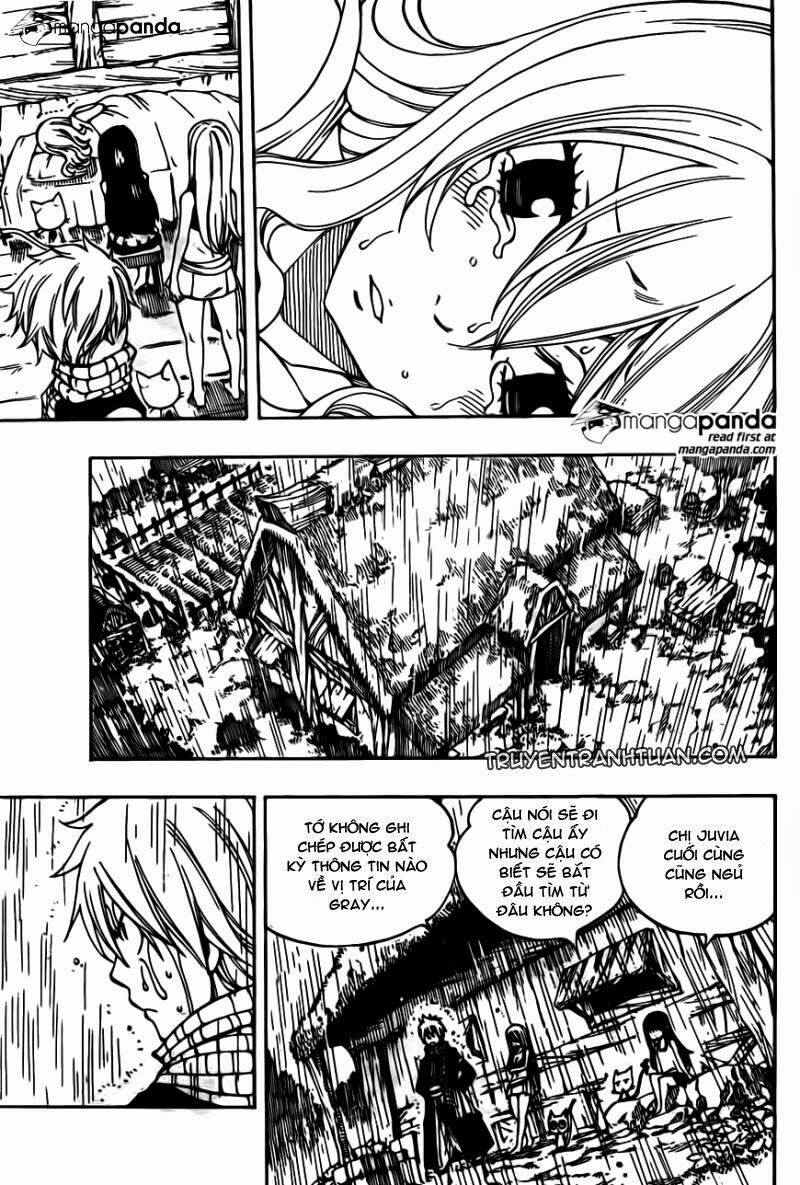 mangapanda
mangapanda
read first at
mangapanda.com
TRUYENTRANHTUAN.COM
CHỊ JUVIA
CUỐI CÙNG
CŨNG NGỦ
RỒI...
CẬU NÓI SẼ ĐI
TÌM CẬU ẤY
NHƯNG CẬU CÓ
BIẾT SẼ BẮT
ĐẦU TÌM TỪ
ĐÂU KHÔNG?
TỚ KHÔNG GHI
CHÉP ĐƯỢC BẤT
KỲ THÔNG TIN NÀO
VỀ VỊ TRÍ CỦA
GRAY...